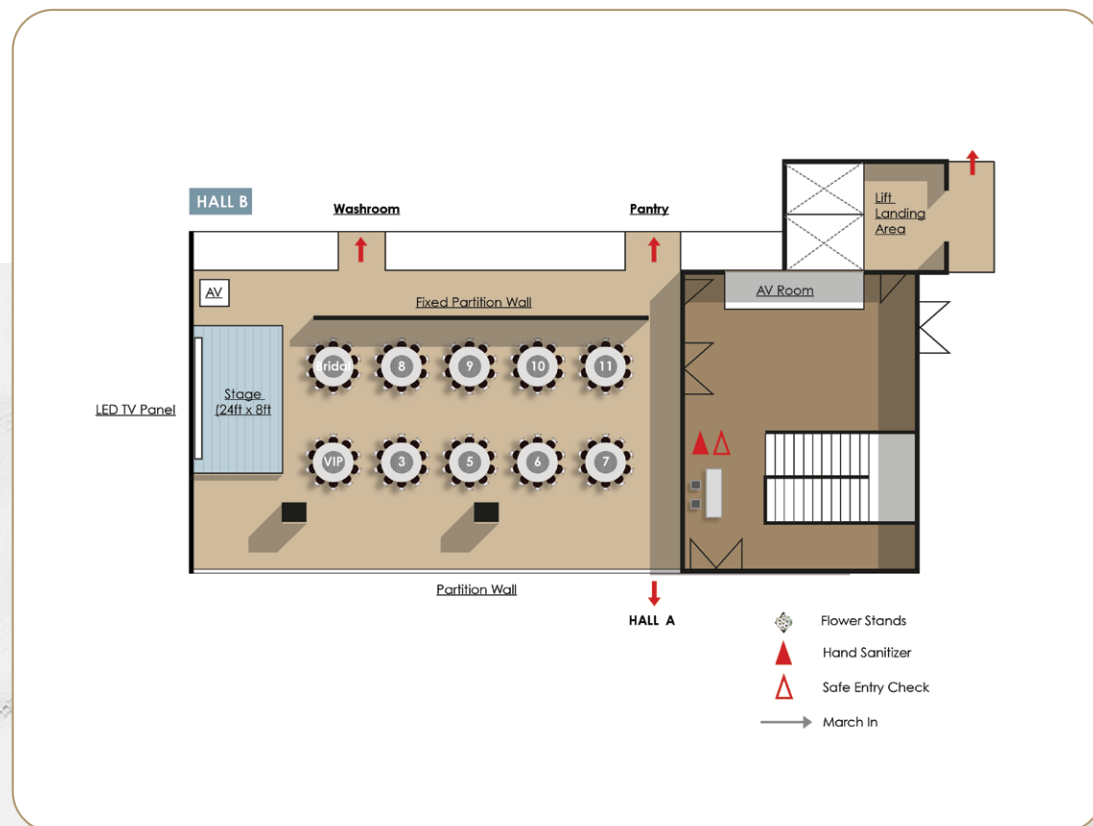 HALL B
Washroom
Pantry
Lift
Landing
Area
AV
Fixed Partition Wall
AV Room
Bridal
8
9
10
11
LED TV Panel
Stage
(24ft x 8ft
VIP
3
5
6
7
Partition Wall
HALL A
Flower Stands
Hand Sanitizer
Safe Entry Check
March In